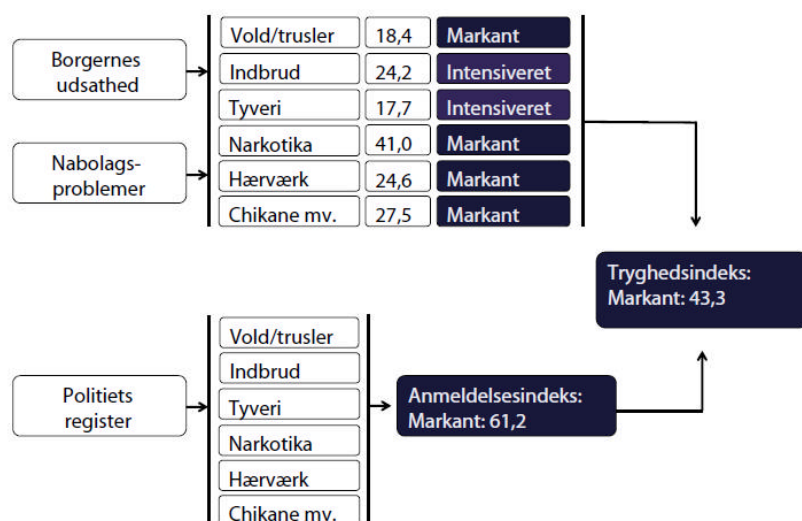 Borgernes
udsathed
Nabolags-
problemer
Vold/trusler 18,4 Markant
Indbrud 24,2 Intensiveret
Tyveri 17,7 Intensiveret
Narkotika 41,0 Markant
Hærværk 24,6 Markant
Chikane mv. 27,5 Markant
Tryghedsindeks:
Markant: 43,3
Politiets
register
Vold/trusler
Indbrud
Tyveri
Narkotika
Hærværk
Chikane mv.
Anmeldelsesindeks:
Markant: 61,2